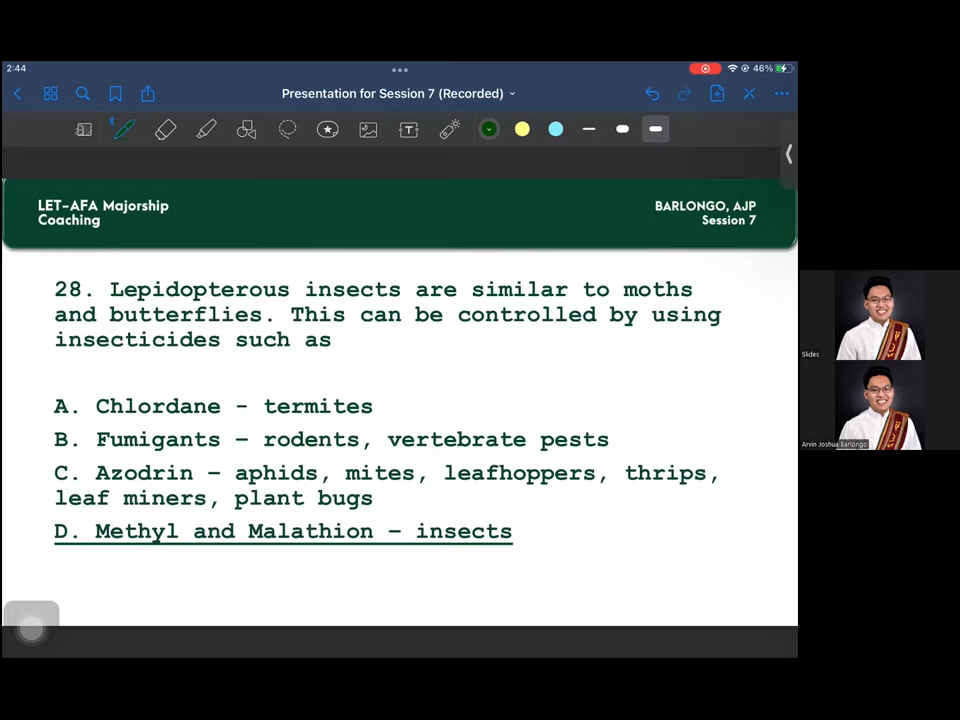 2:44
46%
Presentation for Session 7 (Recorded)
T
LET-AFA Majorship
Coaching
BARLONGO, AJP
Session 7
28. Lepidopterous insects are similar to moths
and butterflies. This can be controlled by using
insecticides such as
A. Chlordane - termites
B. Fumigants – rodents, vertebrate pests
C. Azodrin – aphids, mites, leafhoppers, thrips,
leaf miners, plant bugs
D. Methyl and Malathion – insects
Slides
Arvin Joshua Barlongo